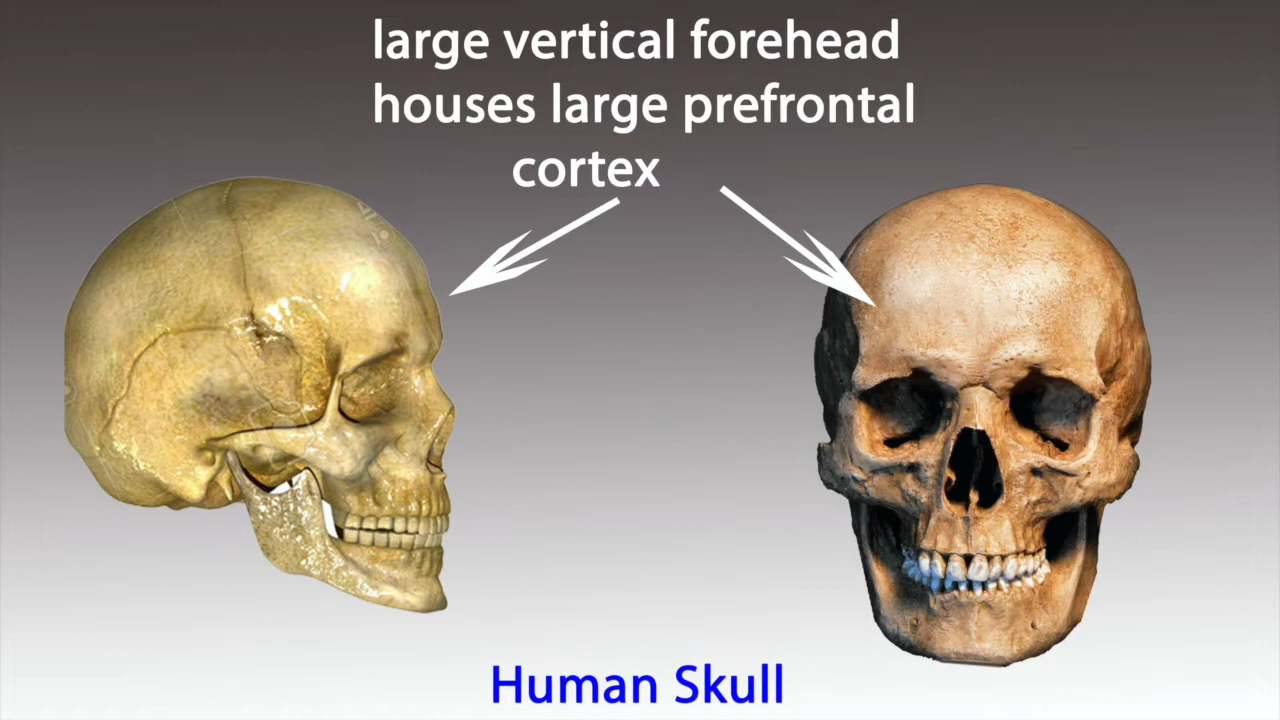 large vertical forehead
houses large prefrontal
cortex
Human Skull